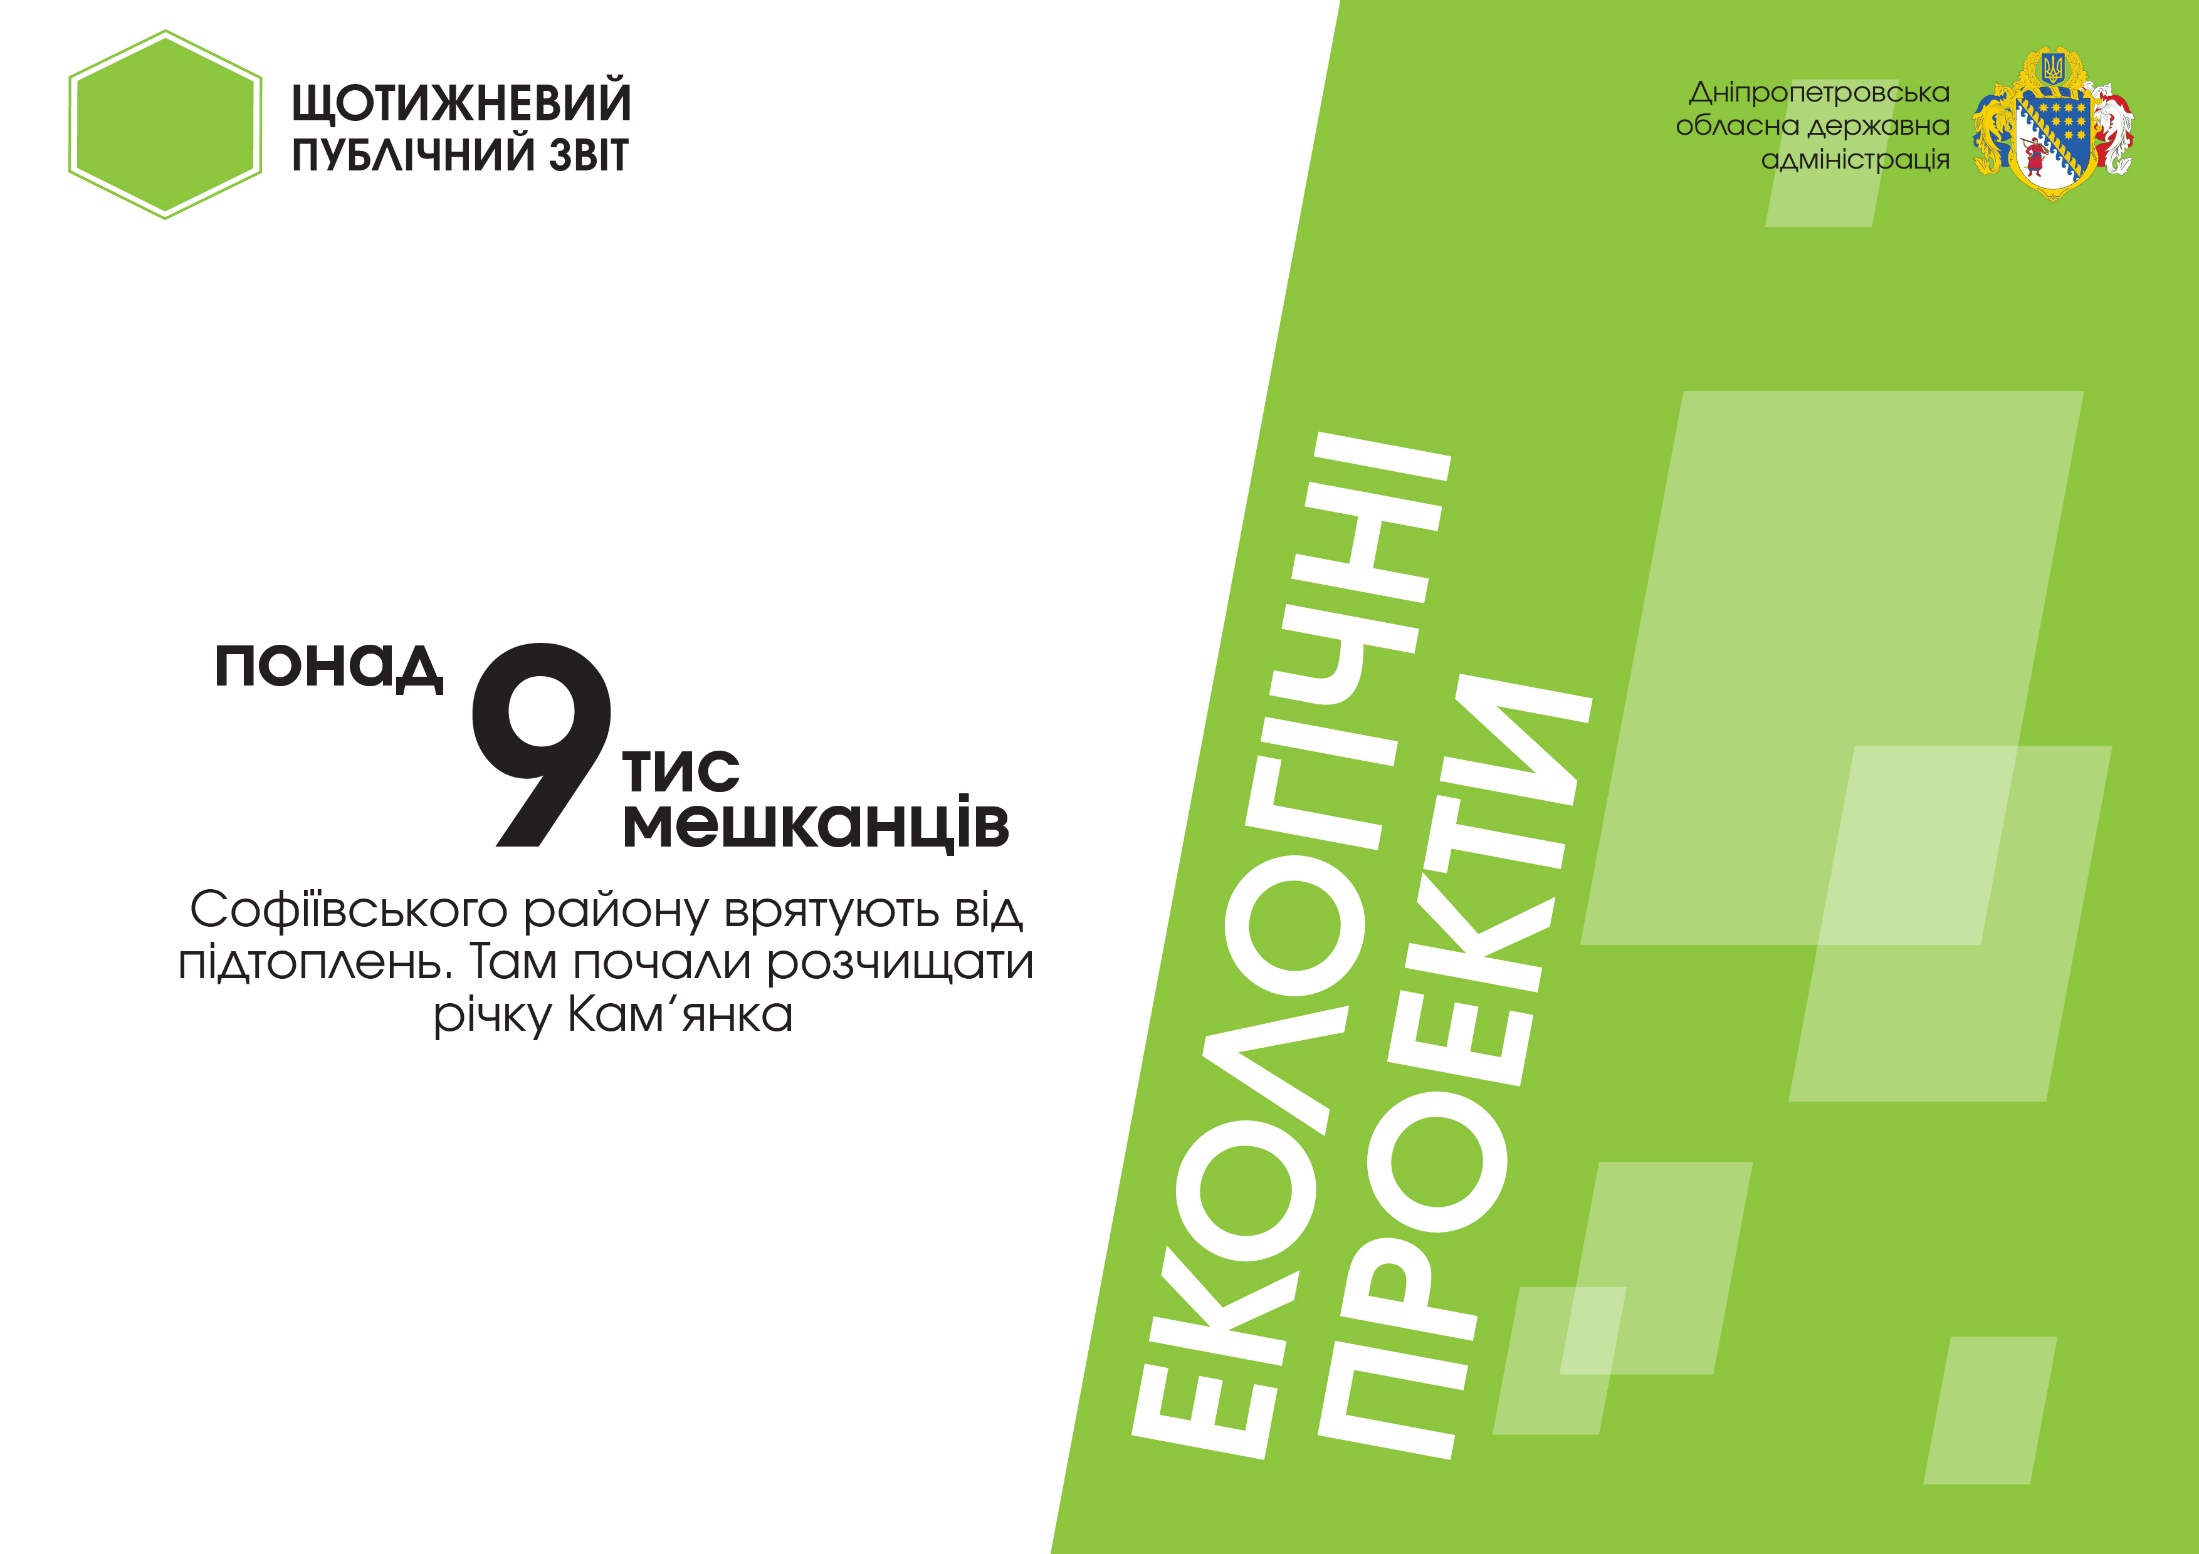 ЩОТИЖНЕВИЙ
ПУБЛІЧНИЙ ЗВІТ
Дніпропетровська
обласна державна
адміністрація
понад 9 тис
мешканців
Софіївського району врятують від
підтоплень. Там почали розчищати
річку Кам‘янка
ЕКОЛОГІЧНІ
ПРОЕКТИ